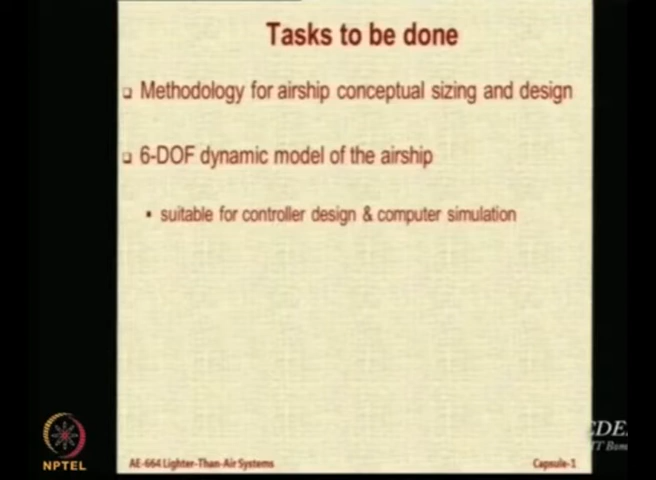 Tasks to be done
Methodology for airship conceptual sizing and design
6-DOF dynamic model of the airship
suitable for controller design & computer simulation
NPTEL
AE-664 Lighter-Than-Air Systems
Capsule-1